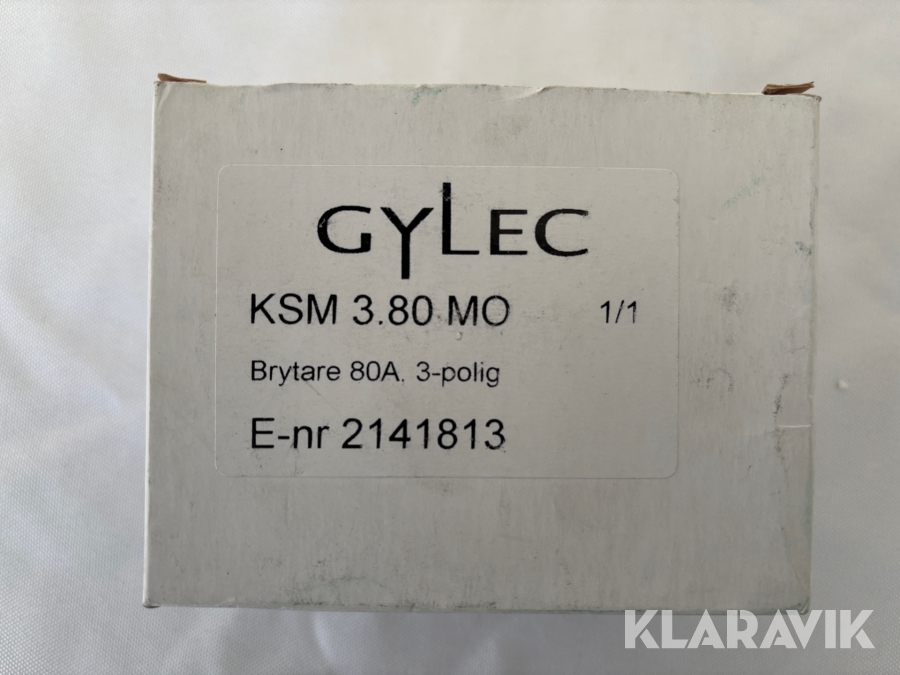 GYLEC
KSM 3.80 MO 1/1
Brytare 80A. 3-polig
E-nr 2141813
KLARAVIK